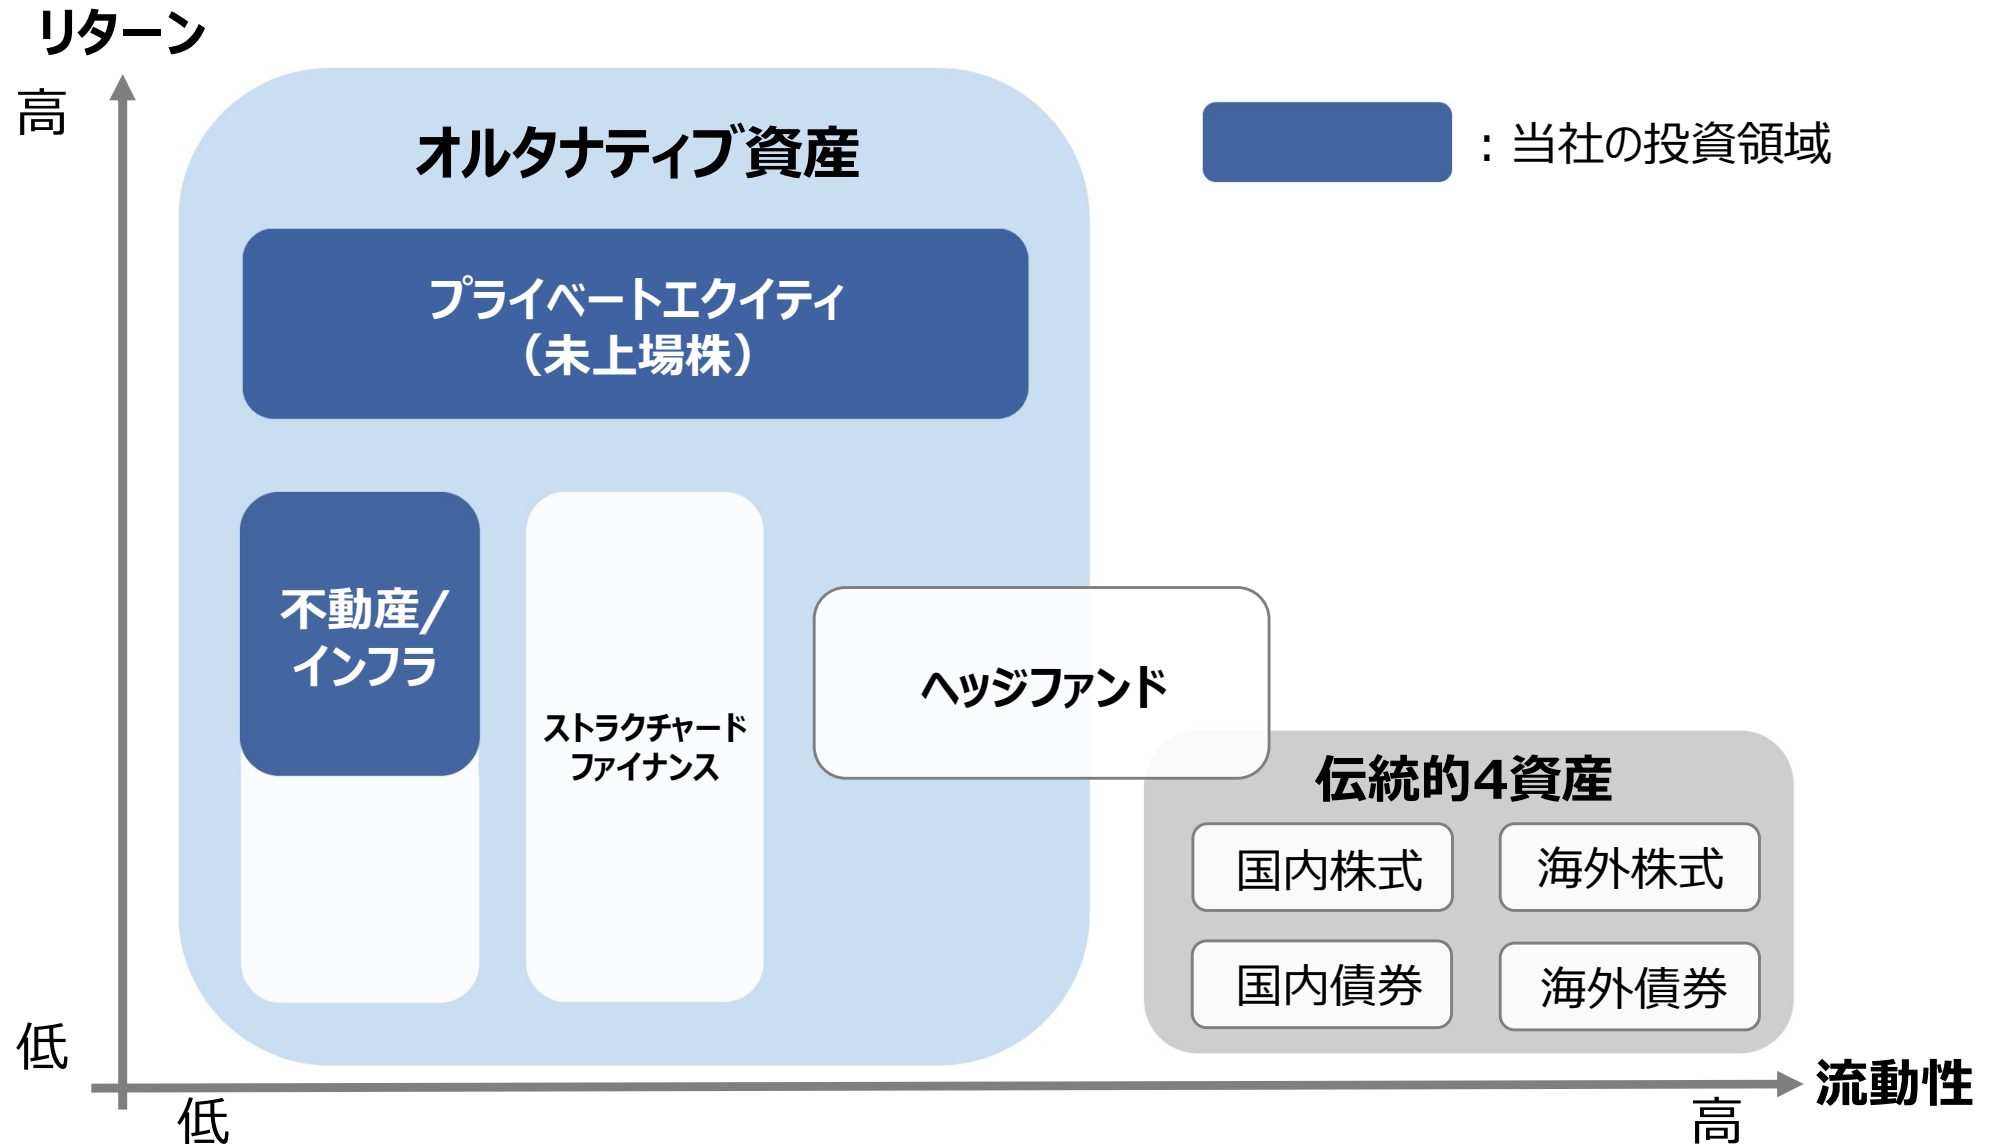 リターン
高
オルタナティブ資産
：当社の投資領域
プライベートエクイティ
（未上場株）
不動産/
インフラ
ストラクチャード
ファイナンス
ヘッジファンド
伝統的4資産
国内株式
海外株式
国内債券
海外債券
低
流動性
低
高